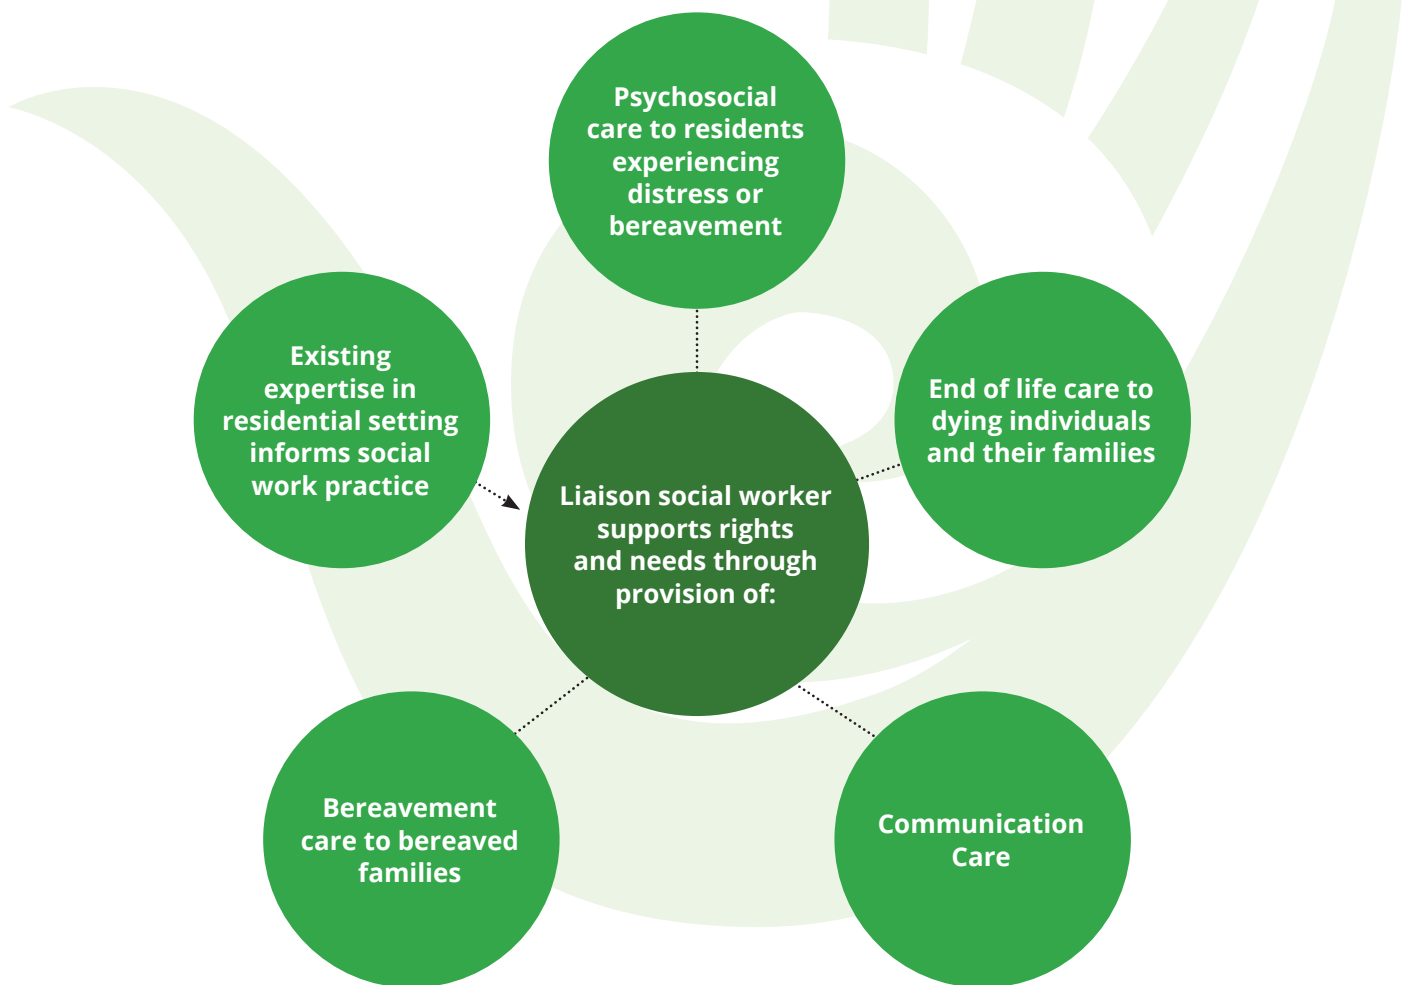 Psychosocial
care to residents
experiencing
distress or
bereavement
Existing
expertise in
residential setting
informs social
work practice
End of life care to
dying individuals
and their families
Liaison social worker
supports rights
and needs through
provision of:
Bereavement
care to bereaved
families
Communication
Care